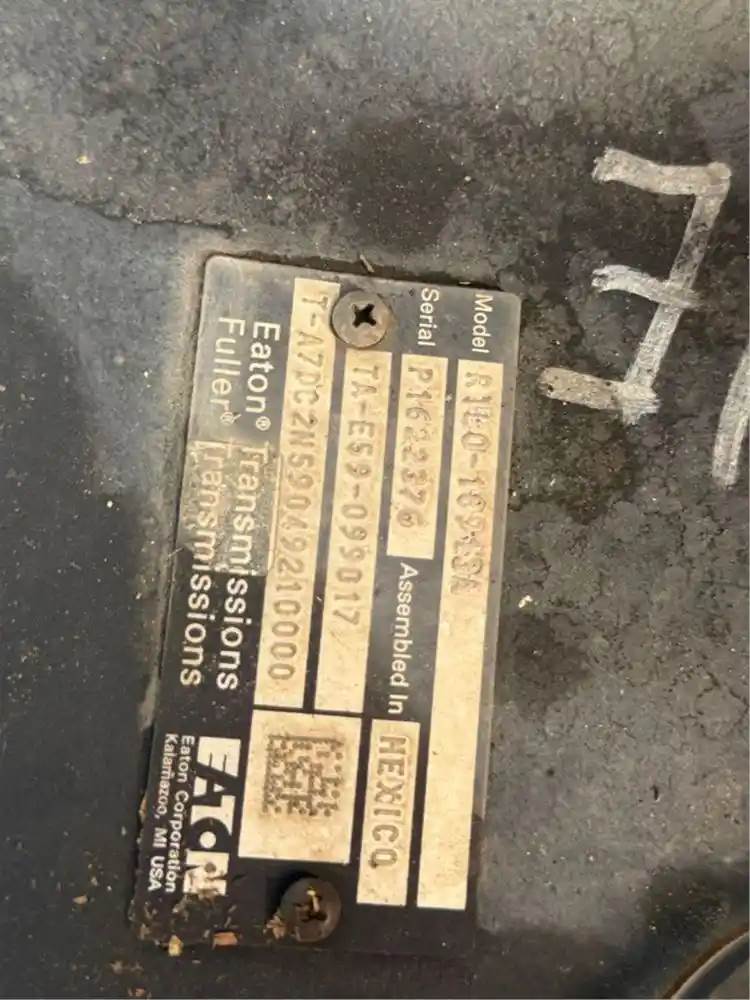 Model
Serial P1622376 Assembled In MEXICO
TA-ES9-099017
T-A7DC2NS9049210000
Eaton® Transmissions
Fuller® Transmissions
EATON
Eaton Corporation
Kalamazoo, MI USA